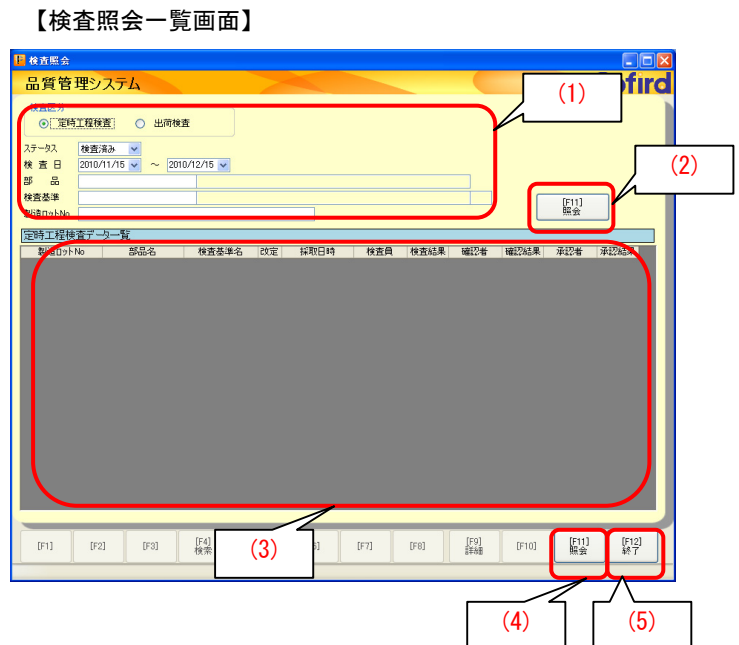 【検査照会一覧画面】
検査照会
品質管理システム
(1)
検査区分
定時工程検査 出荷検査
ステータス 検査済み
検 査 日 2010/11/15 ～ 2010/12/15
(2)
部 品
検査基準
[F11]
照会
製造ロットNo
定時工程検査データ一覧
製造ロットNo 部品名 検査基準名 改定 採取日時 検査員 検査結果 確認者 確認結果 承認者 承認結果
(3)
[F1] [F2] [F3] [F4] 検索 [F7] [F8] [F9] 詳細 [F10] [F11] 照会 [F12] 終了
(4) (5)